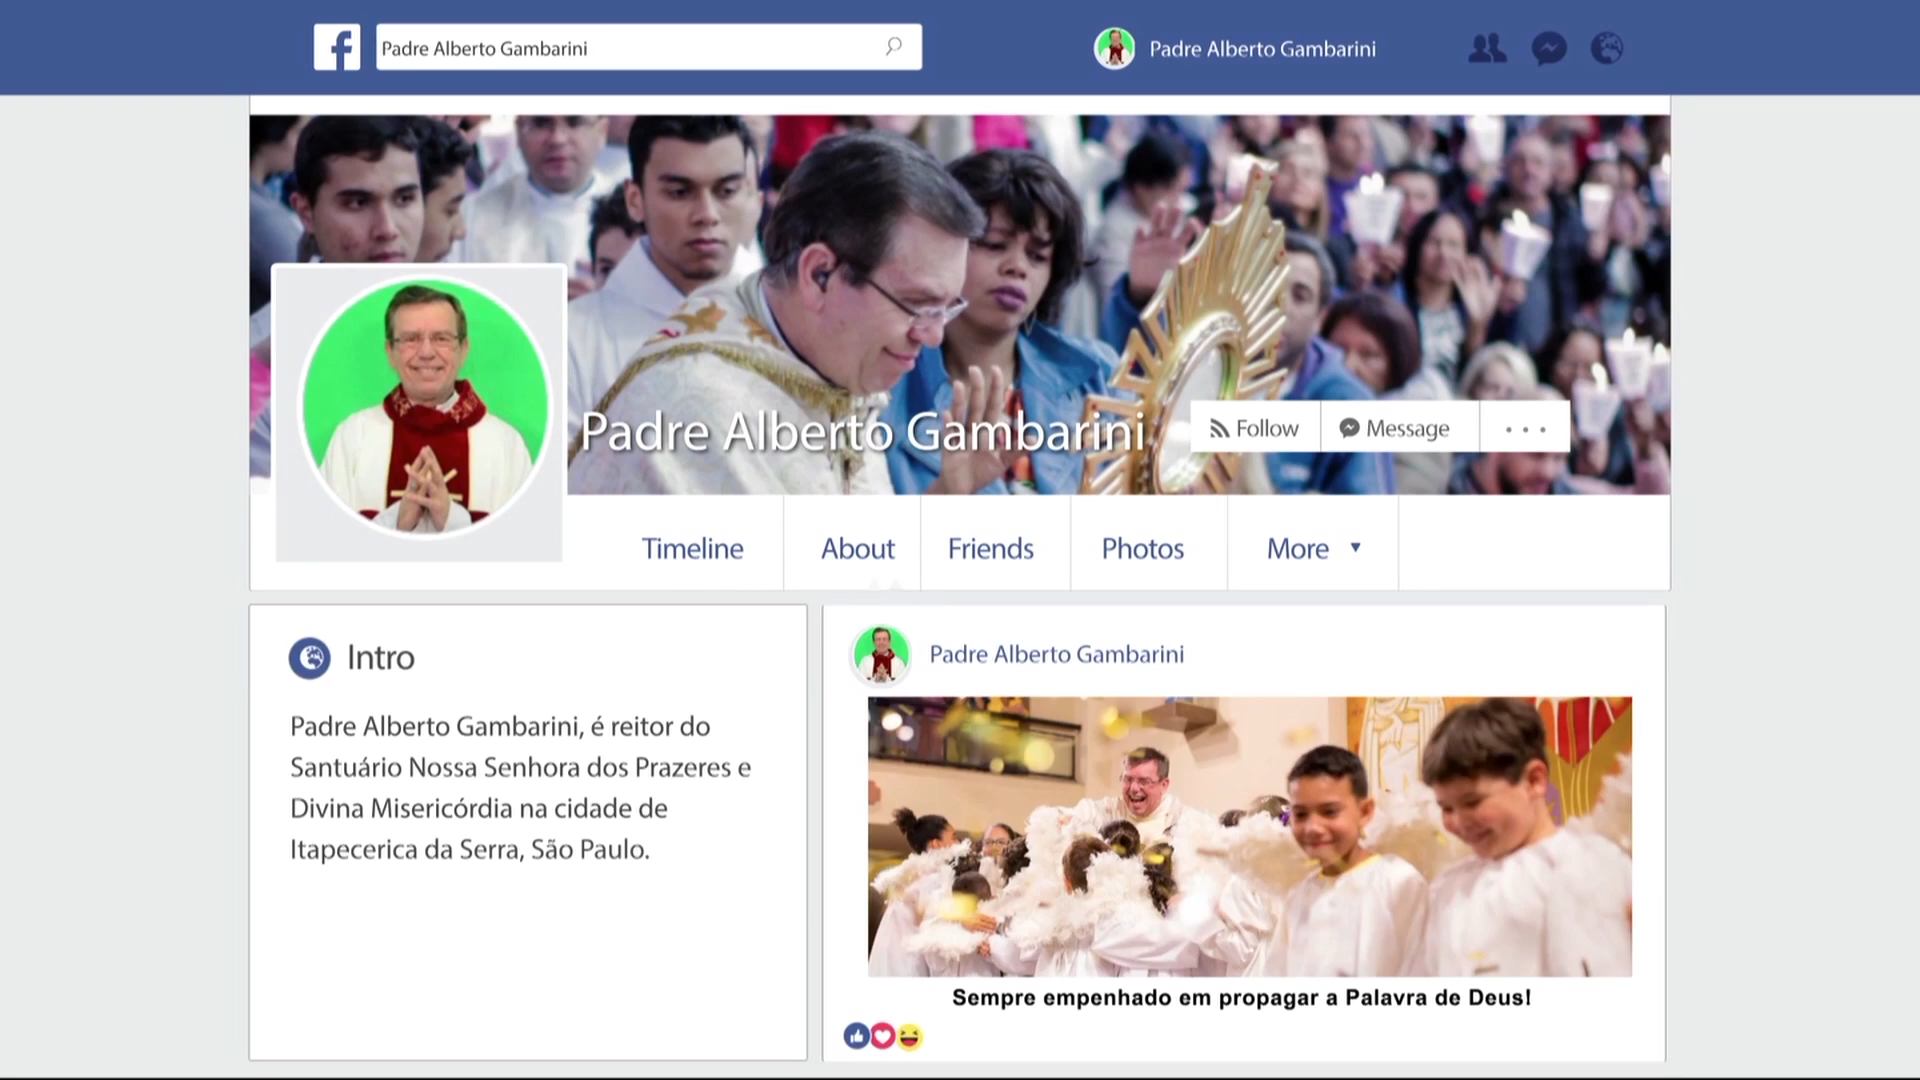 f
Padre Alberto Gambarini
Padre Alberto Gambarini
Padre Alberto Gambarini
Follow
Message
...
Timeline
About
Friends
Photos
More ▼
Intro
Padre Alberto Gambarini, é reitor do
Santuário Nossa Senhora dos Prazeres e
Divina Misericórdia na cidade de
Itapecerica da Serra, São Paulo.
Padre Alberto Gambarini
Sempre empenhado em propagar a Palavra de Deus!